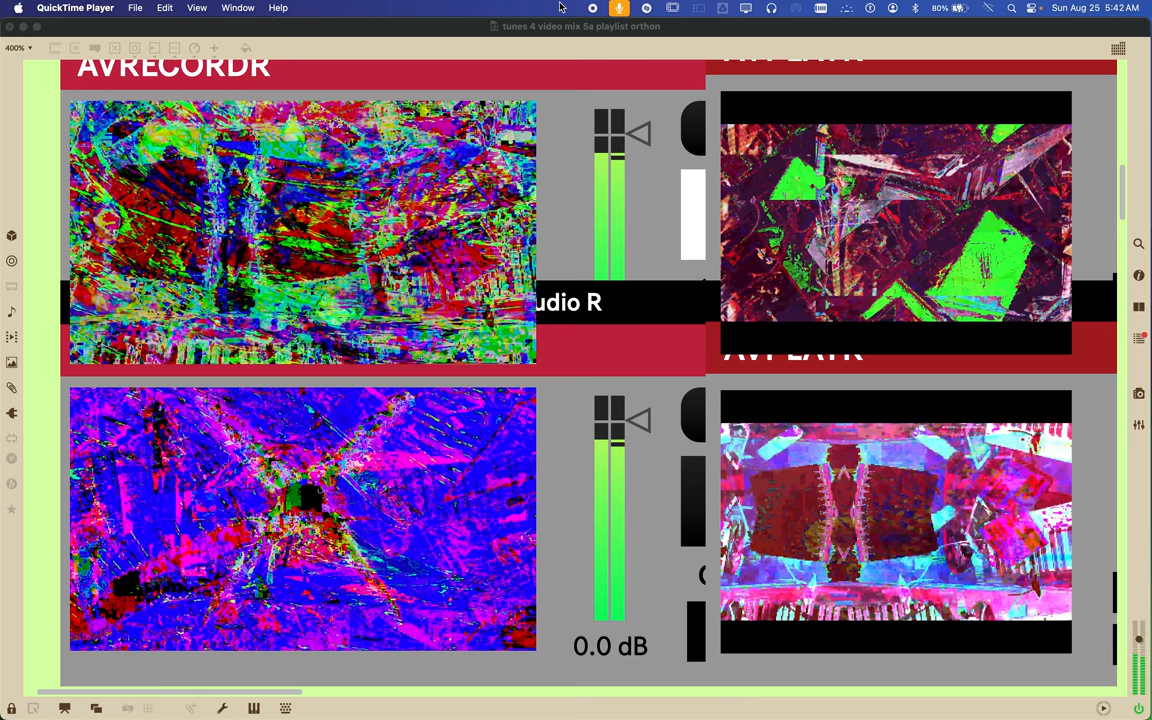 QuickTime Player File Edit View Window Help 80% Sun Aug 25 5:42 AM
tunes 4 video mix 5a playlist orthon
400%
AVRECORDR
udio R
AVPLAYR
0.0 dB